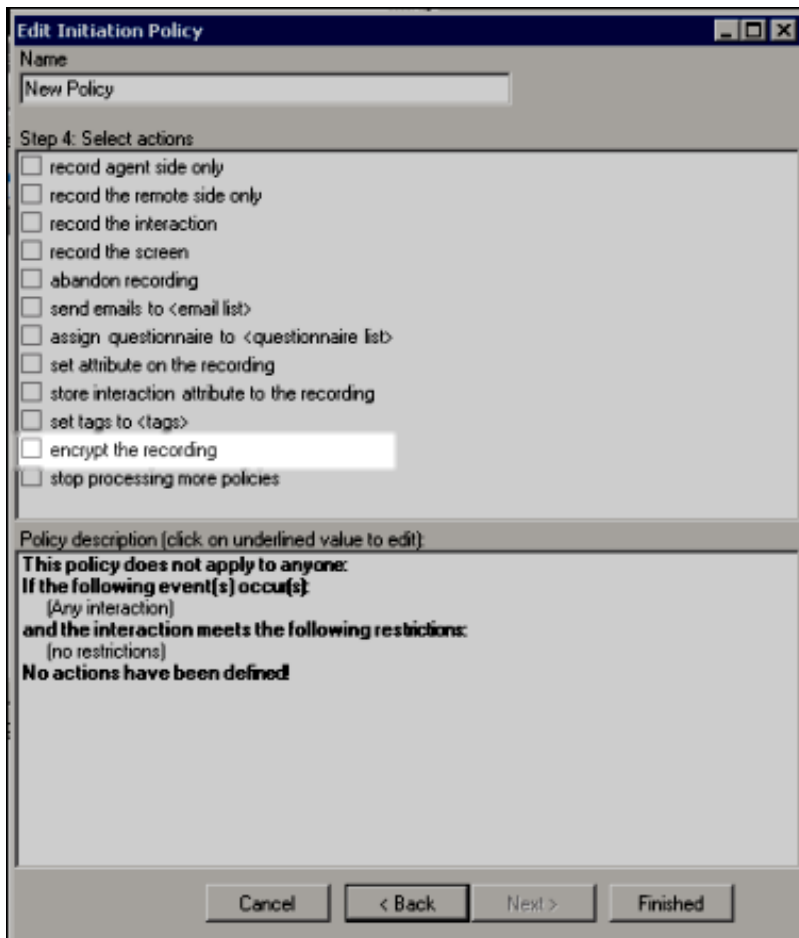 Edit Initiation Policy
Name
New Policy
Step 4: Select actions
record agent side only
record the remote side only
record the interaction
record the screen
abandon recording
send emails to <email list>
assign questionnaire to <questionnaire list>
set attribute on the recording
store interaction attribute to the recording
set tags to <tags>
encrypt the recording
stop processing more policies
Policy description (click on underlined value to edit):
This policy does not apply to anyone:
If the following event(s) occur(s):
(Any interaction)
and the interaction meets the following restrictions:
(no restrictions)
No actions have been defined!
Cancel < Back Next > Finished